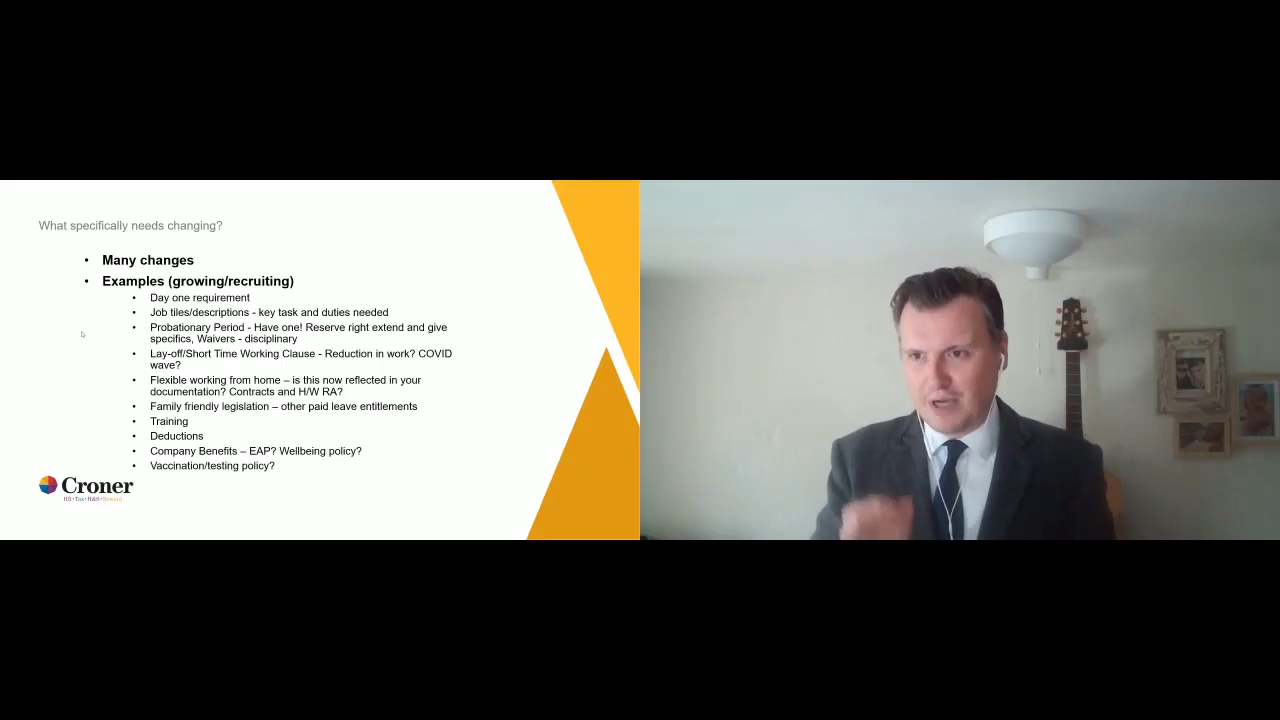 What specifically needs changing?
• Many changes
• Examples (growing/recruiting)
• Day one requirement
• Job tiles/descriptions - key task and duties needed
• Probationary Period - Have one! Reserve right extend and give
specifics, Waivers - disciplinary
• Lay-off/Short Time Working Clause - Reduction in work? COVID
wave?
• Flexible working from home – is this now reflected in your
documentation? Contracts and H/W RA?
• Family friendly legislation – other paid leave entitlements
• Training
• Deductions
• Company Benefits – EAP? Wellbeing policy?
• Vaccination/testing policy?
Croner
HR • Tax • H&S • Reward